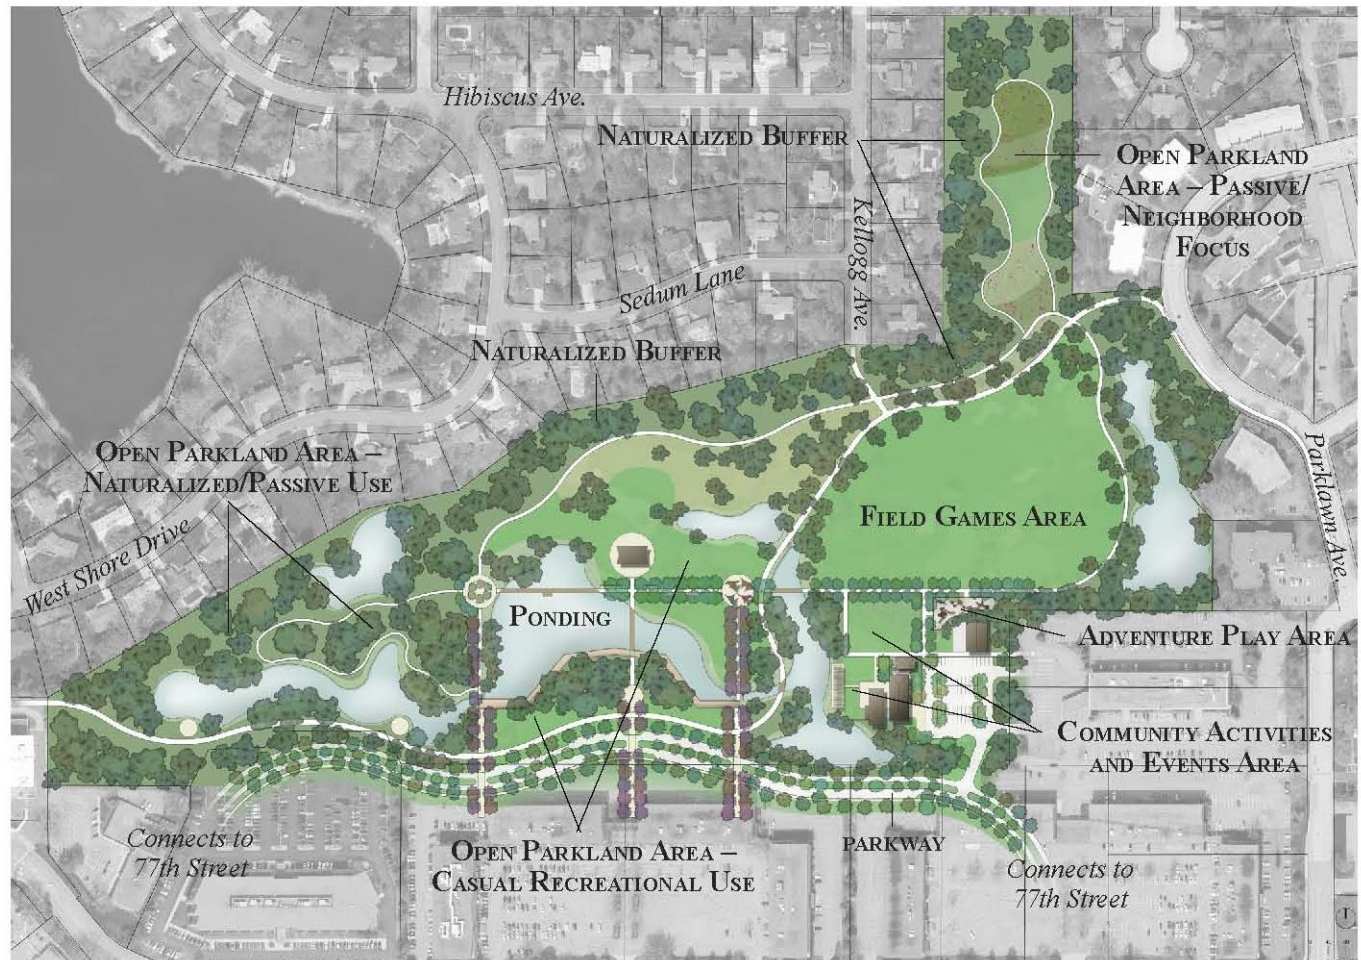 Hibiscus Ave.
NATURALIZED BUFFER
OPEN PARKLAND
AREA – PASSIVE/
NEIGHBORHOOD
FOCUS
Kellogg Ave.
Sedum Lane
NATURALIZED BUFFER
OPEN PARKLAND AREA –
NATURALIZED/PASSIVE USE
West Shore Drive
Parklawn Ave.
FIELD GAMES AREA
PONDING
ADVENTURE PLAY AREA
COMMUNITY ACTIVITIES
AND EVENTS AREA
PARKWAY
Connects to
77th Street
OPEN PARKLAND AREA –
CASUAL RECREATIONAL USE
Connects to
77th Street